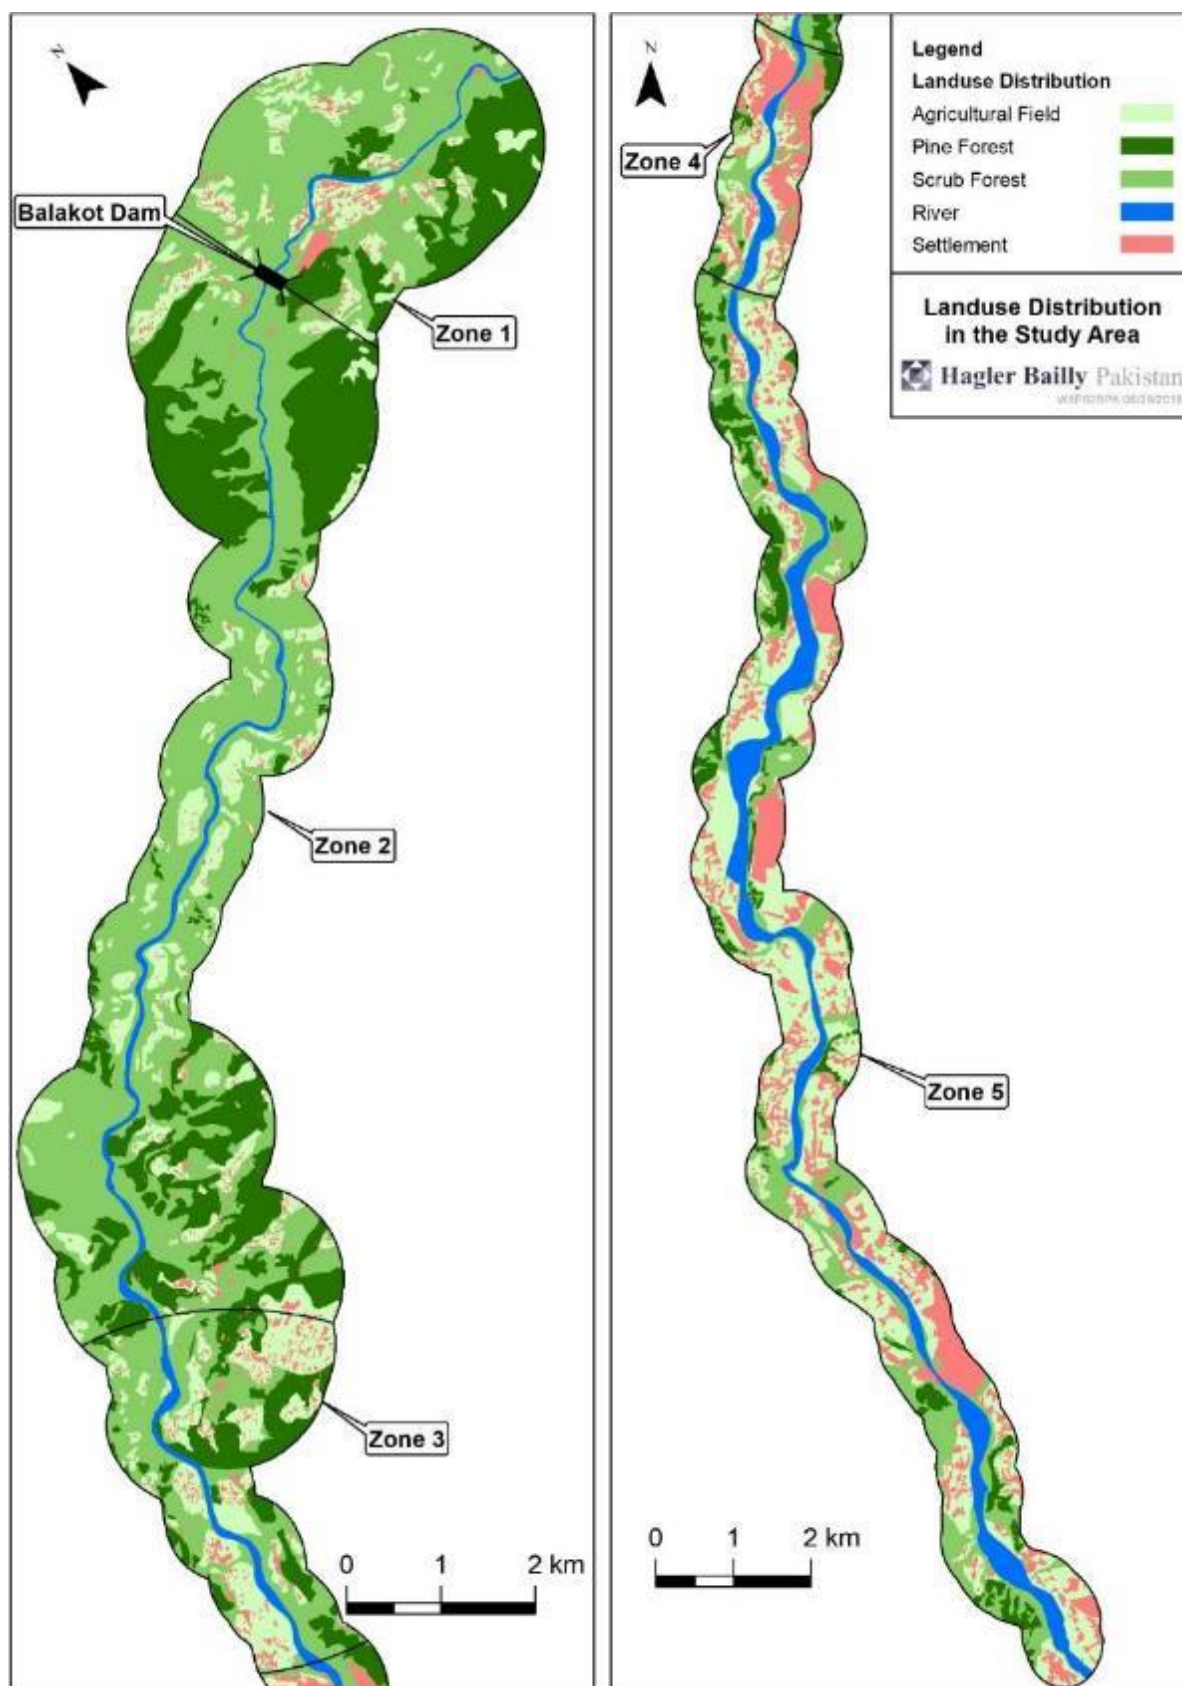 N
Balakot Dam
Zone 1
Zone 2
Zone 3
0 1 2 km
N
Zone 4
Zone 5
0 1 2 km
Legend
Landuse Distribution
Agricultural Field
Pine Forest
Scrub Forest
River
Settlement
Landuse Distribution
in the Study Area
Hagler Bailly Pakistan